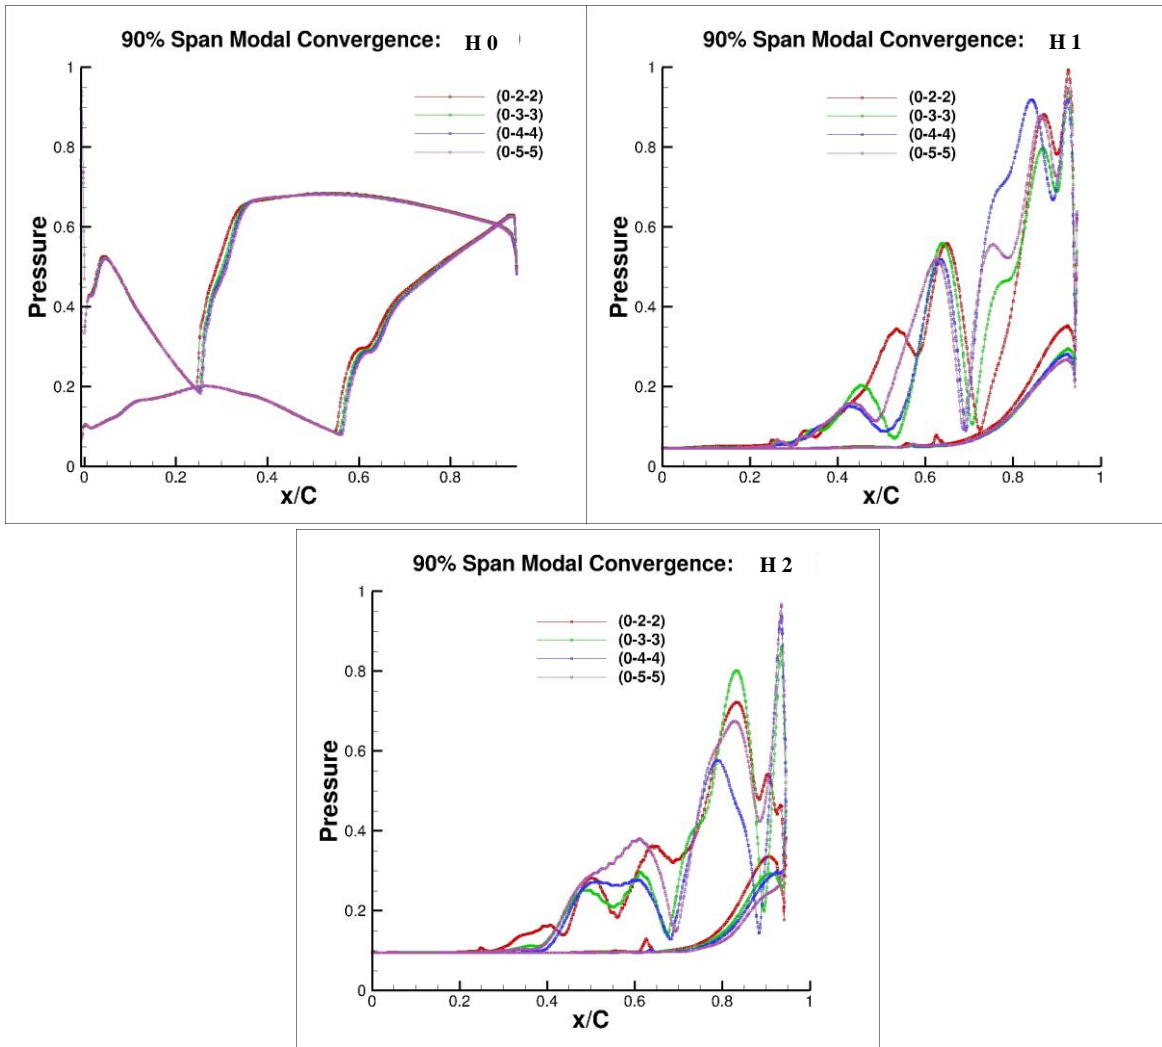 90% Span Modal Convergence: H 0
1
(0-2-2)
(0-3-3)
0.8
(0-4-4)
(0-5-5)
0.6
Pressure
0.4
0.2
0
0 0.2 0.4 0.6 0.8
x/C
90% Span Modal Convergence: H 1
1
(0-2-2)
(0-3-3)
0.8
(0-4-4)
(0-5-5)
0.6
Pressure
0.4
0.2
0
0 0.2 0.4 0.6 0.8 1
x/C
90% Span Modal Convergence: H 2
1
(0-2-2)
(0-3-3)
(0-4-4)
0.8
(0-5-5)
0.6
Pressure
0.4
0.2
0
0 0.2 0.4 0.6 0.8 1
x/C